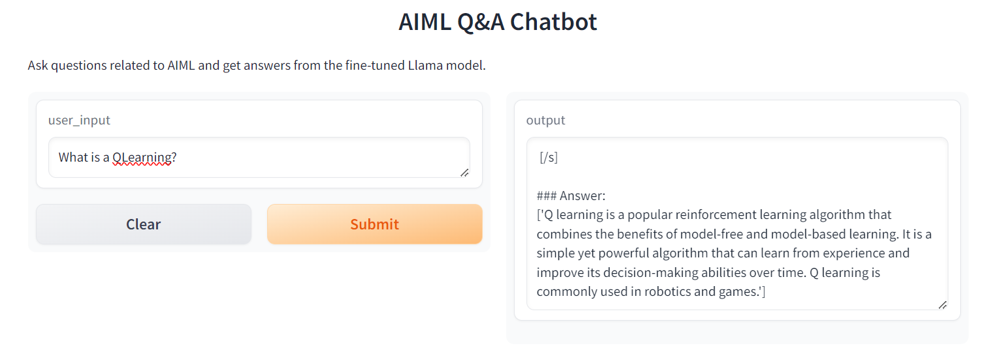 AIML Q&A Chatbot
Ask questions related to AIML and get answers from the fine-tuned Llama model.
user_input
What is a QLearning?
Clear
Submit
output
[/s]
### Answer:
['Q learning is a popular reinforcement learning algorithm that
combines the benefits of model-free and model-based learning. It is a
simple yet powerful algorithm that can learn from experience and
improve its decision-making abilities over time. Q learning is
commonly used in robotics and games.']